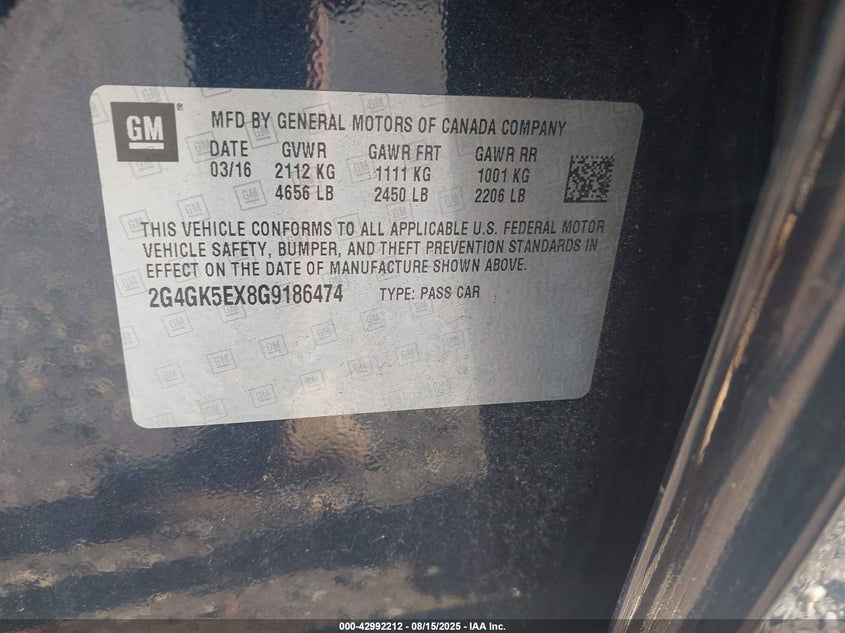 GM ® MFD BY GENERAL MOTORS OF CANADA COMPANY
DATE GVWR GAWR FRT GAWR RR
03/16 2112 KG 1111 KG 1001 KG
4656 LB 2450 LB 2206 LB
THIS VEHICLE CONFORMS TO ALL APPLICABLE U.S. FEDERAL MOTOR
VEHICLE SAFETY, BUMPER, AND THEFT PREVENTION STANDARDS IN
EFFECT ON THE DATE OF MANUFACTURE SHOWN ABOVE.
2G4GK5EX8G9186474 TYPE: PASS CAR
000-42992212 - 08/15/2025 - IAA Inc.